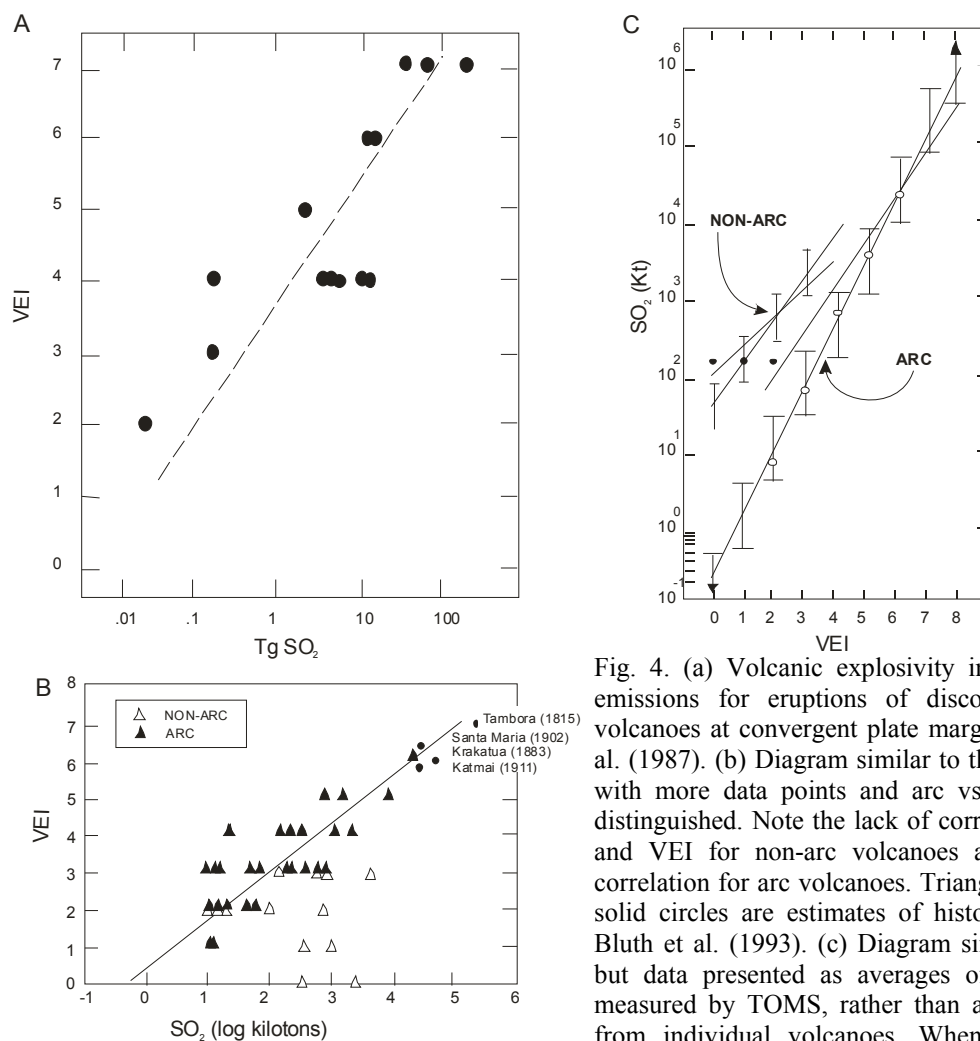 A
VEI
7
6
5
4
3
2
1
0
.01 .1 1 10 100
Tg SO2
B
VEI
8
7
6
5
4
3
2
1
0
NON-ARC
ARC
Tambora (1815)
Santa Maria (1902)
Krakatua (1883)
Katmai (1911)
-1 0 1 2 3 4 5 6
SO2 (log kilotons)
C
SO2 (Kt)
10^6
10^5
10^4
10^3
10^2
10^1
10^0
10^-1
NON-ARC
ARC
0 1 2 3 4 5 6 7 8
VEI
Fig. 4. (a) Volcanic explosivity in
emissions for eruptions of disco
volcanoes at convergent plate marg
al. (1987). (b) Diagram similar to th
with more data points and arc vs
distinguished. Note the lack of corr
and VEI for non-arc volcanoes a
correlation for arc volcanoes. Triang
solid circles are estimates of histo
Bluth et al. (1993). (c) Diagram si
but data presented as averages o
measured by TOMS, rather than a
from individual volcanoes. When